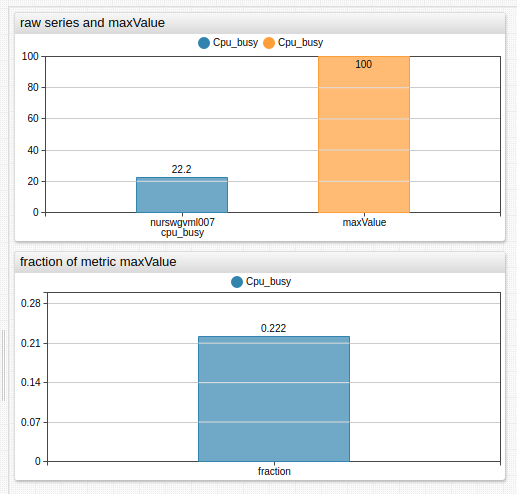 raw series and maxValue
Cpu_busy Cpu_busy
100
80
60
40
20
0
22.2
100
nurswgvml007
cpu_busy
maxValue
fraction of metric maxValue
Cpu_busy
0.28
0.21
0.14
0.07
0
0.222
fraction